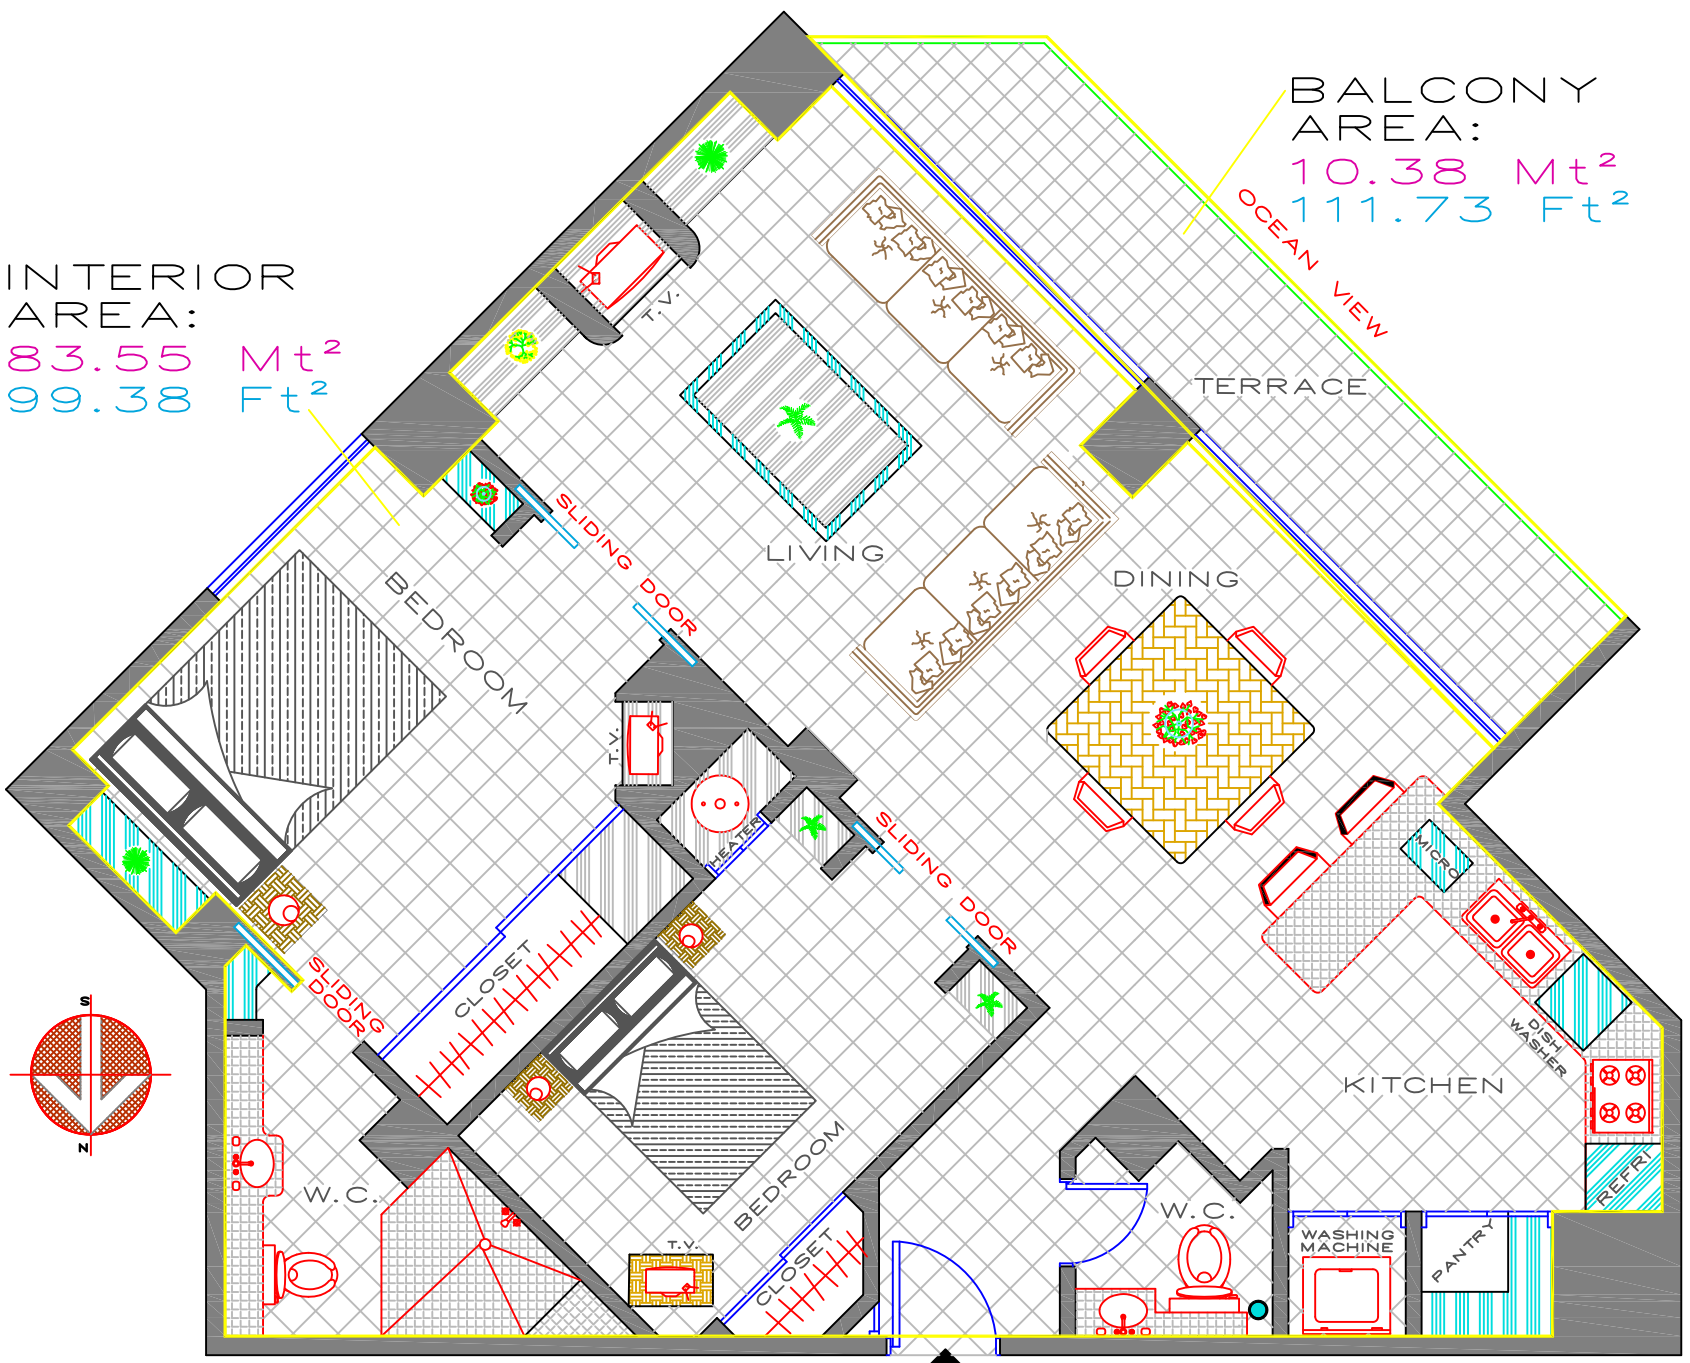 BALCONY
AREA:
10.38 Mt²
111.73 Ft²
OCEAN VIEW
INTERIOR
AREA:
83.55 Mt²
99.38 Ft²
T.V.
TERRACE
SLIDING DOOR
LIVING
DINING
BEDROOM
T.V.
HEATER
SLIDING DOOR
MICRO
CLOSET
SLIDING
DOOR
S
N
DISH
WASHER
KITCHEN
BEDROOM
W.C.
W.C.
REFRI
T.V.
CLOSET
WASHING
MACHINE
PANTRY